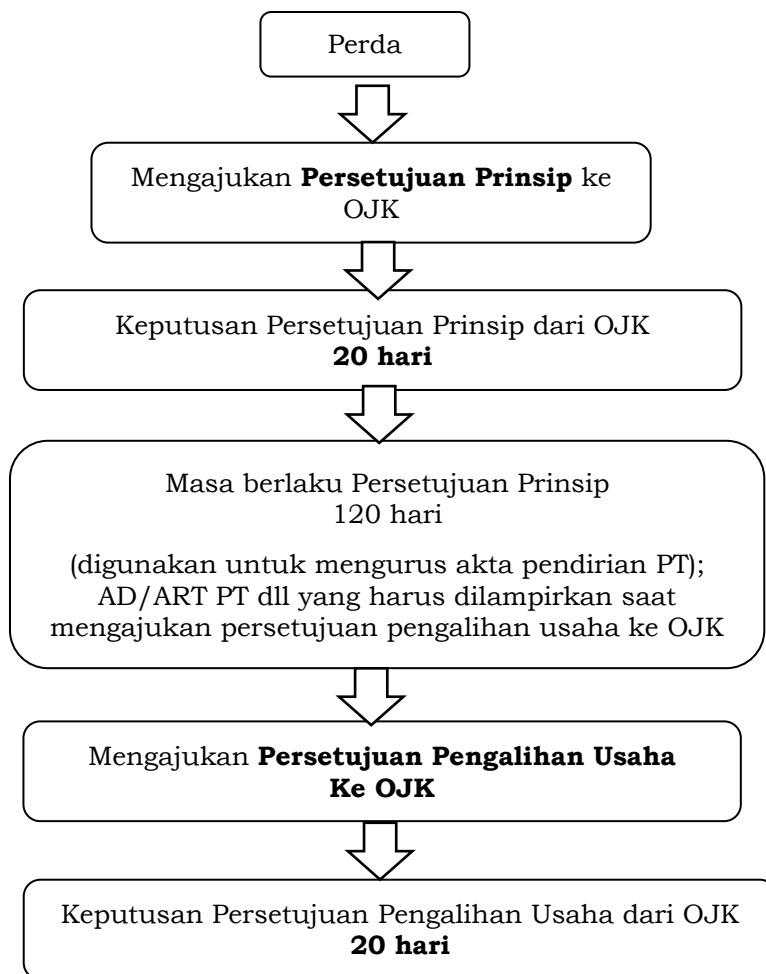 Perda
Mengajukan Persetujuan Prinsip ke
OJK
Keputusan Persetujuan Prinsip dari OJK
20 hari
Masa berlaku Persetujuan Prinsip
120 hari
(digunakan untuk mengurus akta pendirian PT);
AD/ART PT dll yang harus dilampirkan saat
mengajukan persetujuan pengalihan usaha ke OJK
Mengajukan Persetujuan Pengalihan Usaha
Ke OJK
Keputusan Persetujuan Pengalihan Usaha dari OJK
20 hari